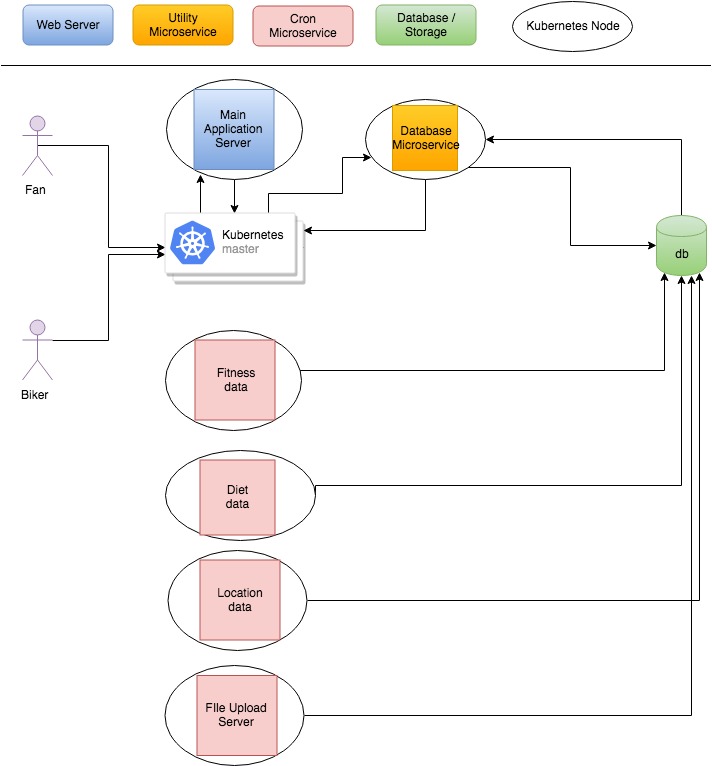 Web Server
Utility
Microservice
Cron
Microservice
Database /
Storage
Kubernetes Node
Main
Application
Server
Database
Microservice
Fan
Kubernetes
master
db
Fitness
data
Biker
Diet
data
Location
data
FIle Upload
Server